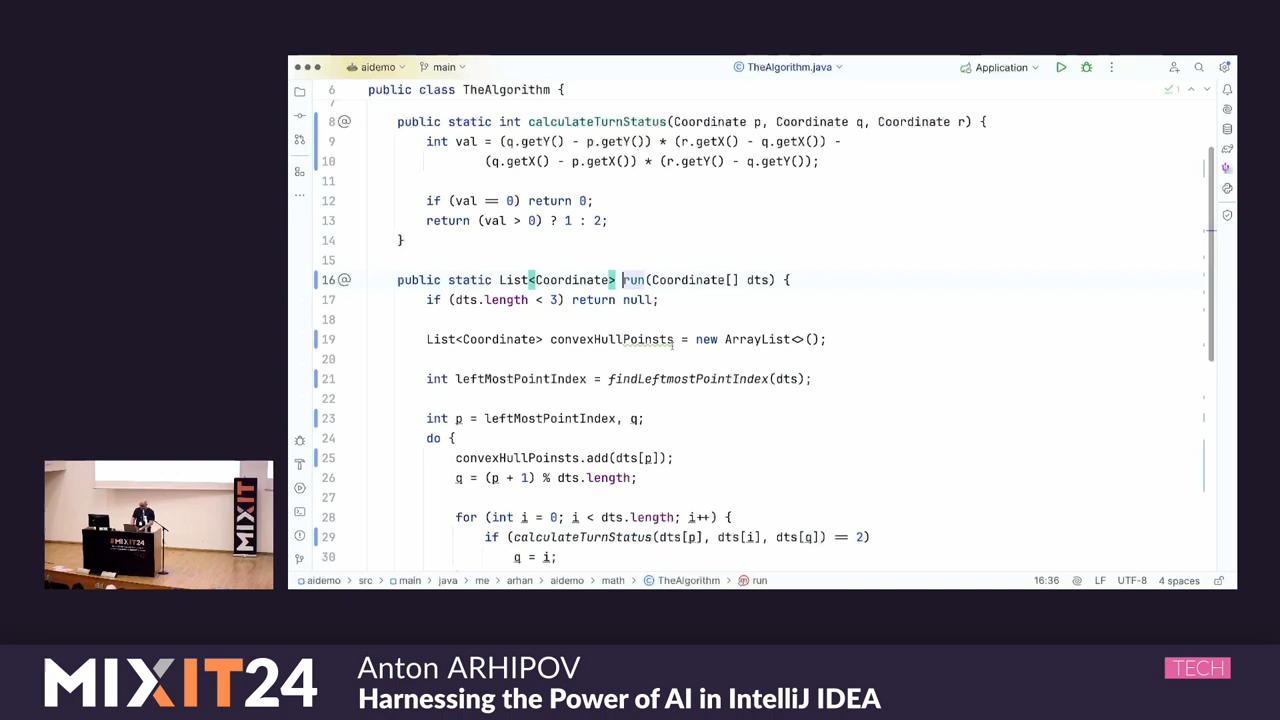 aidemo main TheAlgorithm.java Application
6 public class TheAlgorithm { 1
7
8 @ public static int calculateTurnStatus(Coordinate p, Coordinate q, Coordinate r) {
9 int val = (q.getY() - p.getY()) * (r.getX() - q.getX()) -
10 (q.getX() - p.getX()) * (r.getY() - q.getY());
11
12 if (val == 0) return 0;
13 return (val > 0) ? 1 : 2;
14 }
15
16 @ public static List<Coordinate> run(Coordinate[] dts) {
17 if (dts.length < 3) return null;
18
19 List<Coordinate> convexHullPoinsts = new ArrayList<>();
20
21 int leftMostPointIndex = findLeftmostPointIndex(dts);
22
23 int p = leftMostPointIndex, q;
24 do {
25 convexHullPoinsts.add(dts[p]);
26 q = (p + 1) % dts.length;
27
28 for (int i = 0; i < dts.length; i++) {
29 if (calculateTurnStatus(dts[p], dts[i], dts[q]) == 2)
30 q = i;
aidemo > src > main > java > me > arhan > aidemo > math > TheAlgorithm > run 16:36 LF UTF-8 4 spaces
MIXIT
#MIXIT24
MIXIT24
Anton ARHIPOV
Harnessing the Power of AI in IntelliJ IDEA
TECH